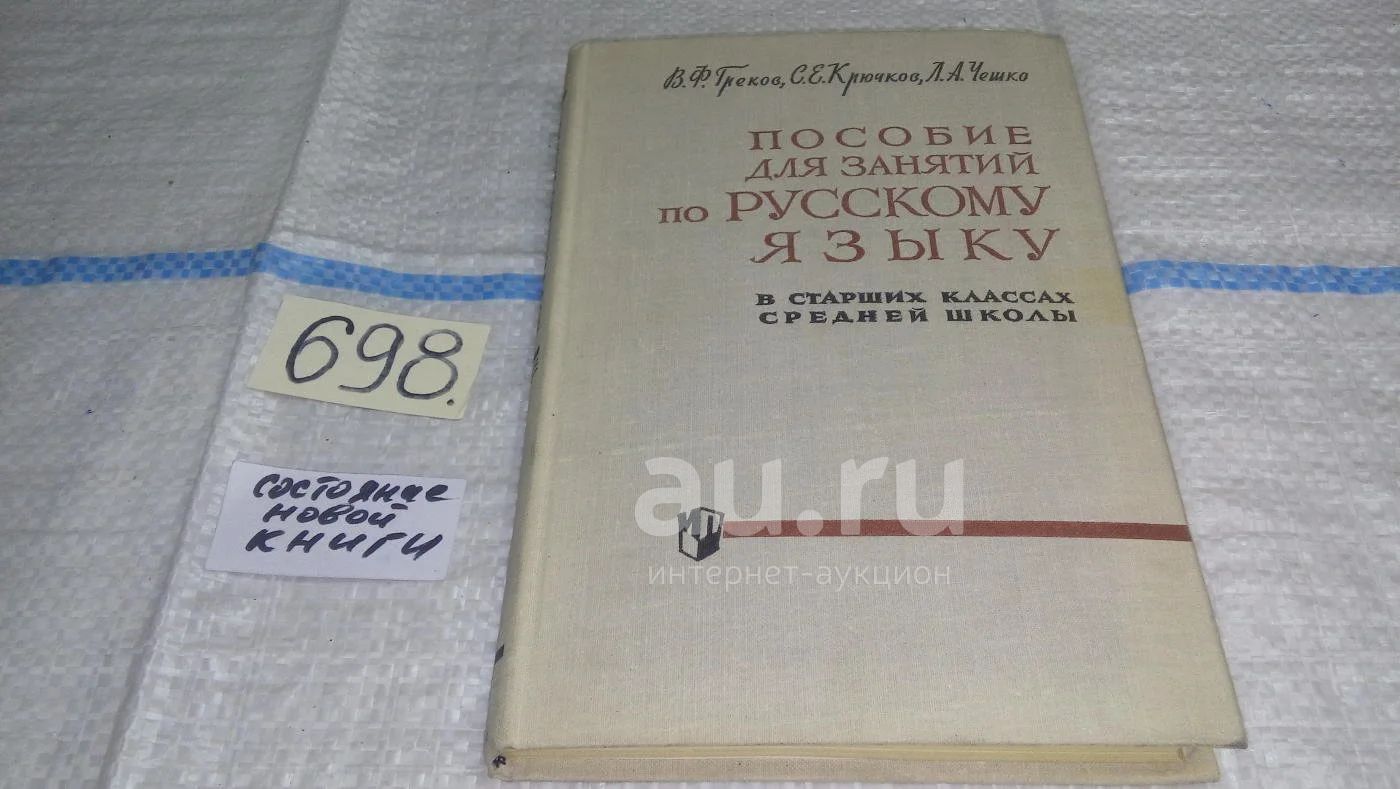 В.Ф.Греков, С.Е.Крючков, Л.А.Чешко
ПОСОБИЕ
ДЛЯ ЗАНЯТИЙ
ПО РУССКОМУ
ЯЗЫКУ
В СТАРШИХ КЛАССАХ
СРЕДНЕЙ ШКОЛЫ
698.
состояние
новой
книги
au.ru
МП
интернет-аукцион